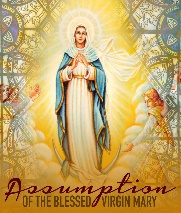 Assumption
OF THE BLESSED VIRGIN MARY